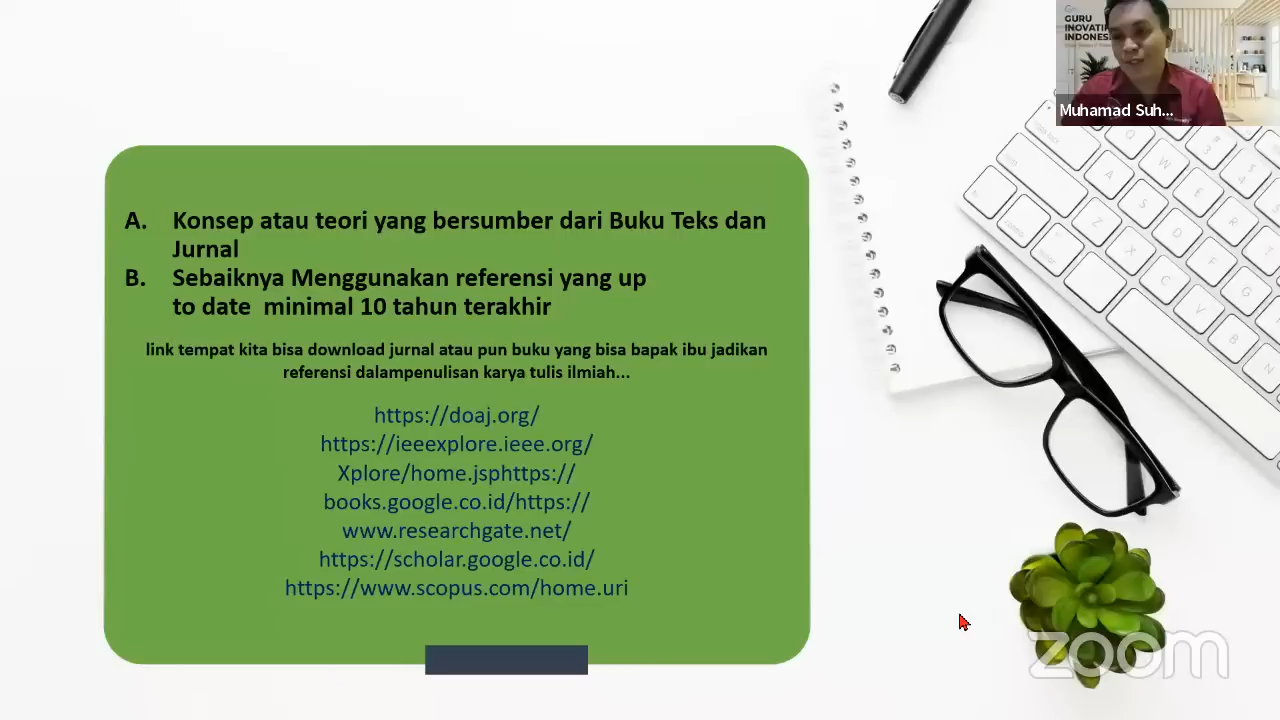 GURU
INOVATIF
INDONESIA
Muhamad Suh...
A. Konsep atau teori yang bersumber dari Buku Teks dan
Jurnal
B. Sebaiknya Menggunakan referensi yang up
to date minimal 10 tahun terakhir
link tempat kita bisa download jurnal atau pun buku yang bisa bapak ibu jadikan
referensi dalampenulisan karya tulis ilmiah...
https://doaj.org/
https://ieeexplore.ieee.org/
Xplore/home.jsphttps://
books.google.co.id/https://
www.researchgate.net/
https://scholar.google.co.id/
https://www.scopus.com/home.uri
zoom